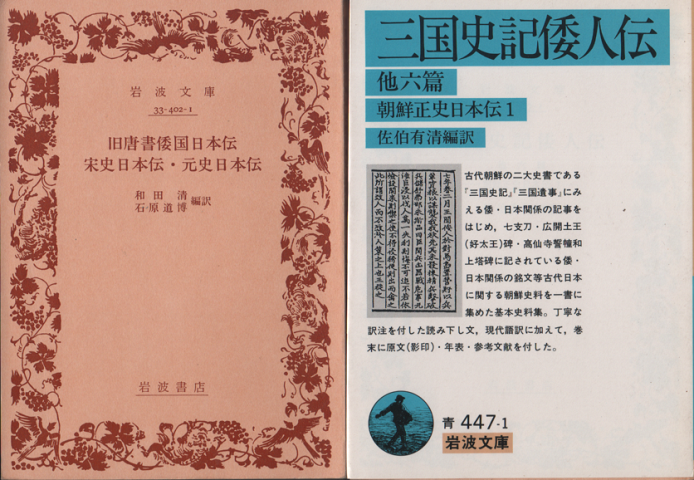 岩波文庫
33-402-1
旧唐書倭国日本伝
宋史日本伝・元史日本伝
和田 清
石原道博
編訳
岩波書店
三国史記倭人伝
他六篇
朝鮮正史日本伝1
佐伯有清編訳
古代朝鮮の二大史書である
『三国史記』『三国遺事』にみ
える倭・日本関係の記事を
はじめ，七支刀・広開土王
(好太王)碑・高仙寺誓幢和
上塔碑に記されている倭・
日本関係の銘文等古代日本
に関する朝鮮史料を一書に
集めた基本史料集。丁寧な
訳注を付した読み下し文，現代語訳に加えて，巻
末に原文(影印)・年表・参考文献を付した。
青 447-1
岩波文庫